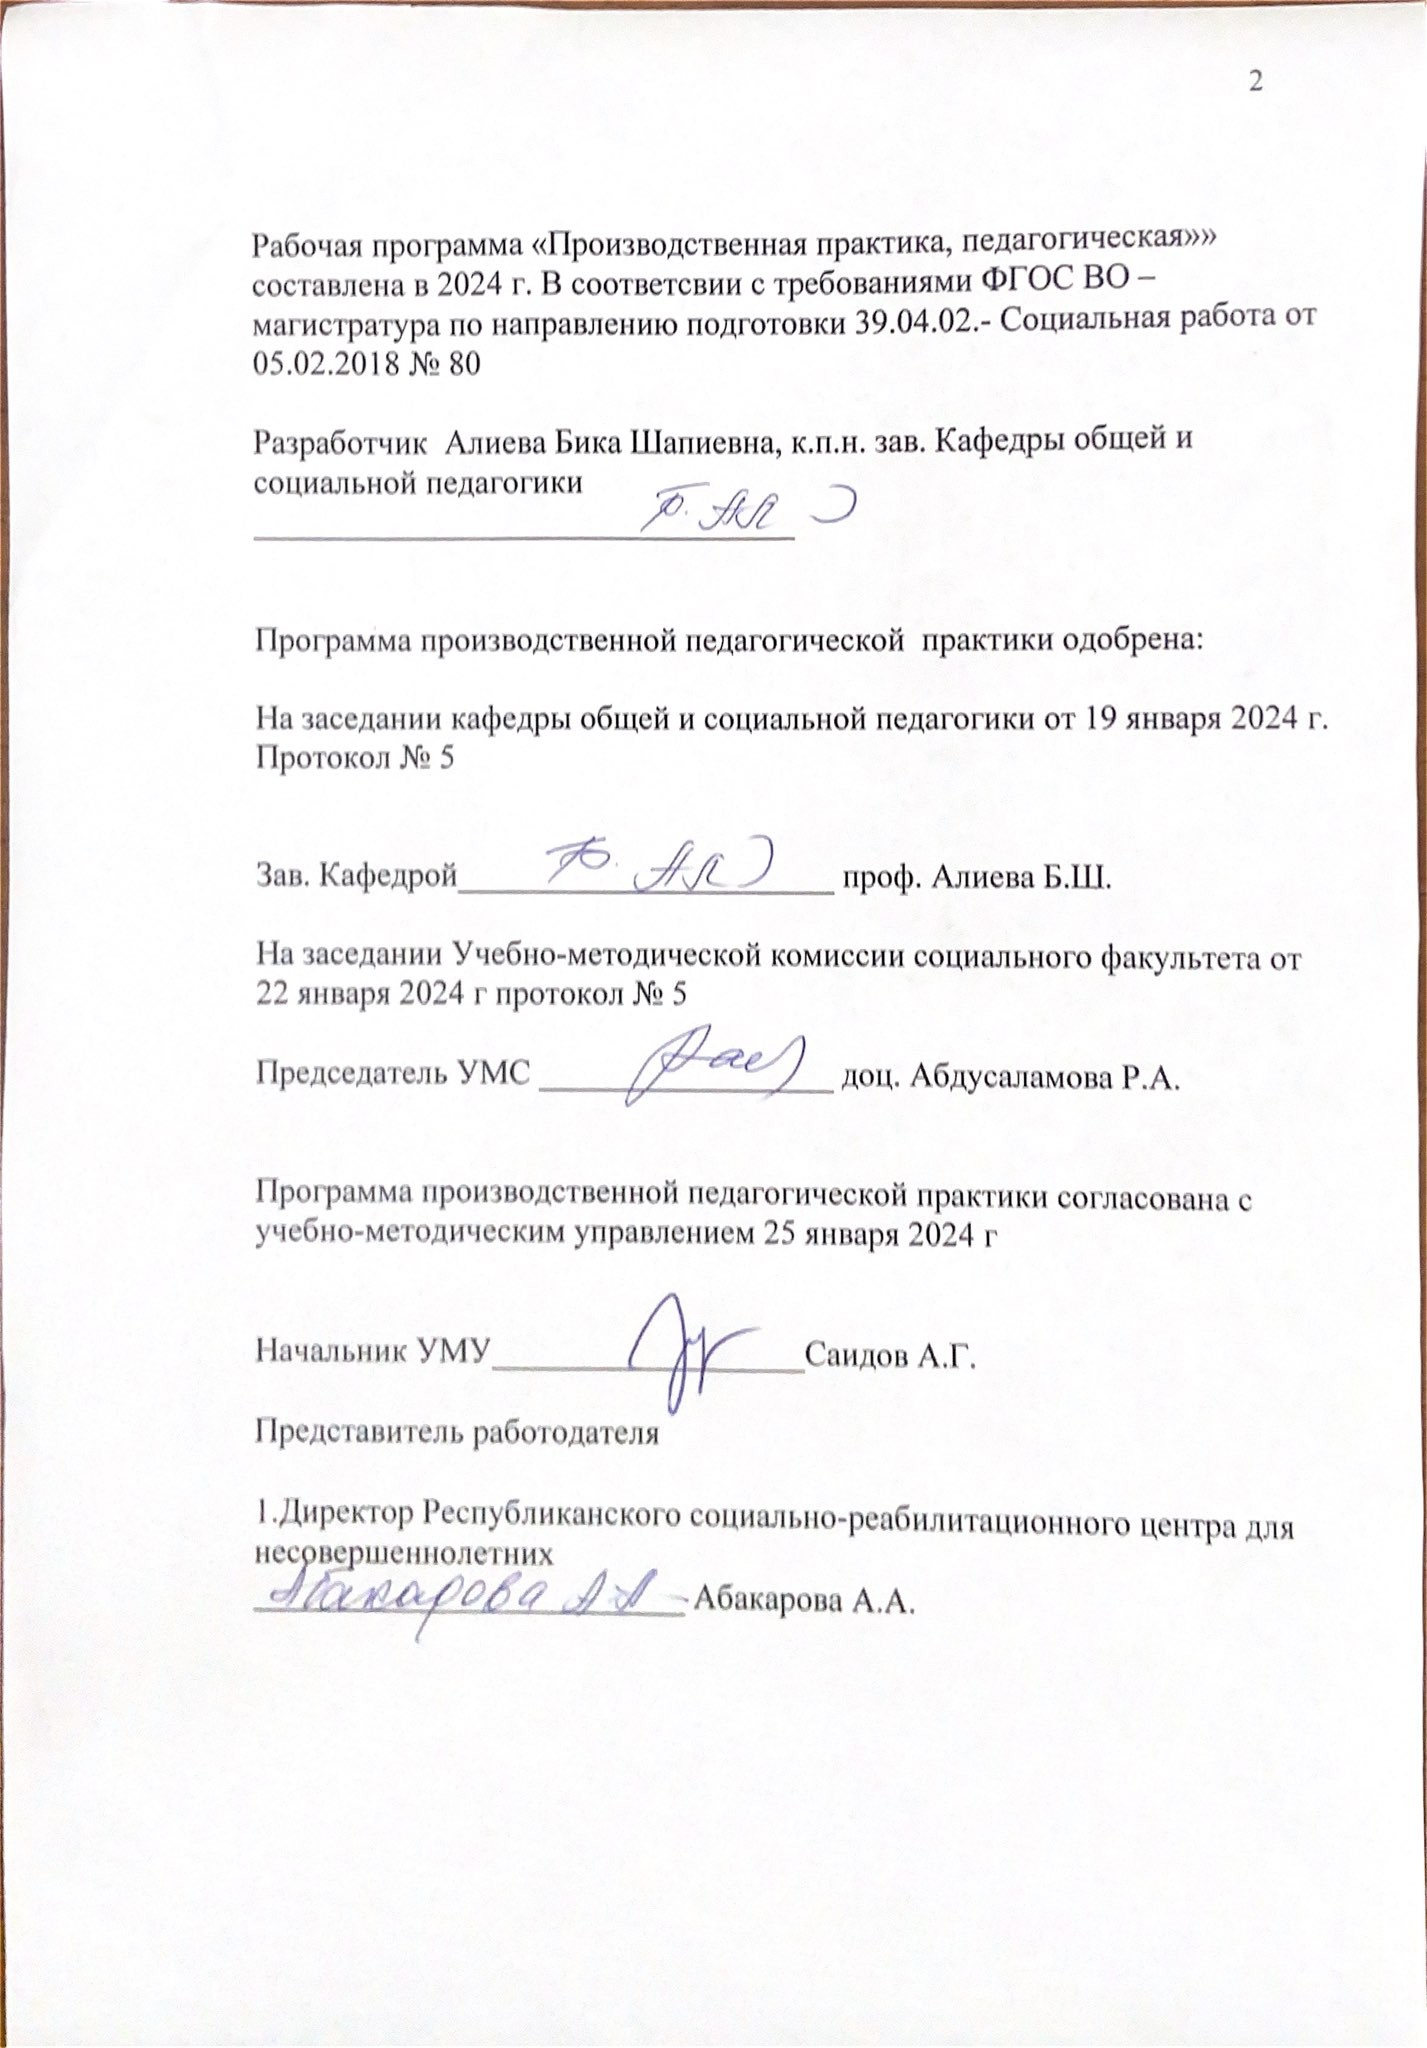 2
Рабочая программа «Производственная практика, педагогическая»»
составлена в 2024 г. В соответсвии с требованиями ФГОС ВО –
магистратура по направлению подготовки 39.04.02.- Социальная работа от
05.02.2018 № 80
Разработчик Алиева Бика Шапиевна, к.п.н. зав. Кафедры общей и
социальной педагогики
Программа производственной педагогической практики одобрена:
На заседании кафедры общей и социальной педагогики от 19 января 2024 г.
Протокол № 5
Зав. Кафедрой____ проф. Алиева Б.Ш.
На заседании Учебно-методической комиссии социального факультета от
22 января 2024 г протокол № 5
Председатель УМС ____ доц. Абдусаламова Р.А.
Программа производственной педагогической практики согласована с
учебно-методическим управлением 25 января 2024 г
Начальник УМУ____Саидов А.Г.
Представитель работодателя
1.Директор Республиканского социально-реабилитационного центра для
несовершеннолетних
Абакарова АА Абакарова А.А.